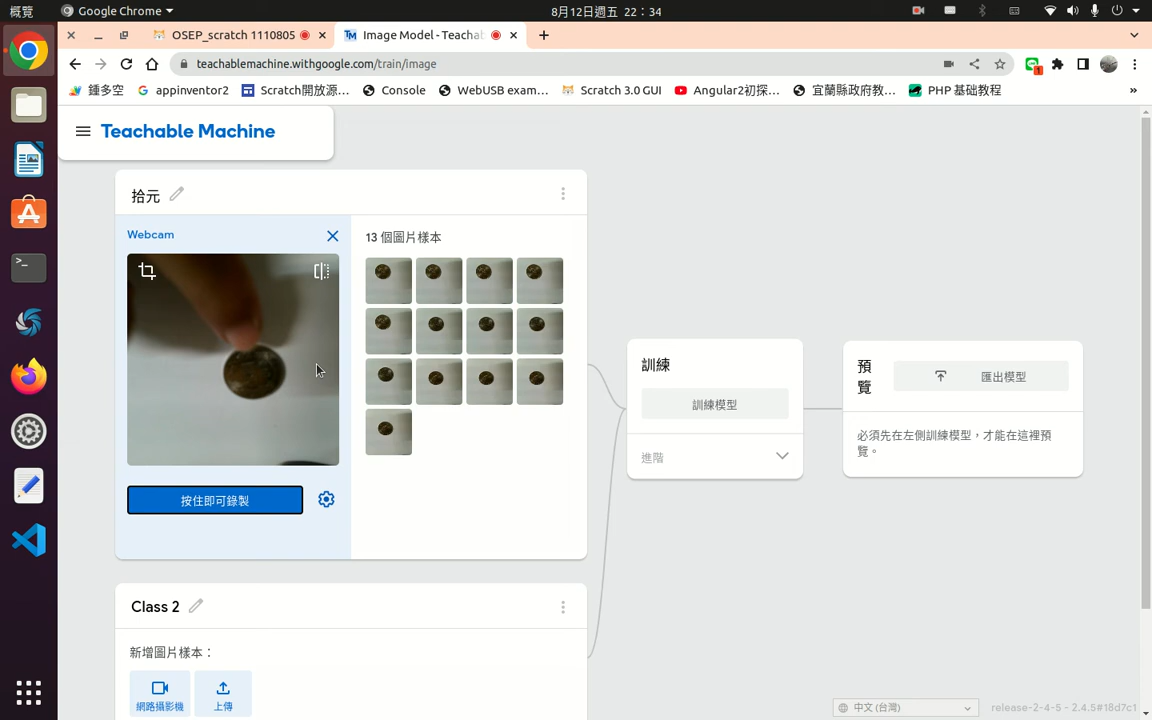 概覽
Google Chrome
8月12日週五 22：34
OSEP_scratch 1110805
Image Model - Teachab
teachablemachine.withgoogle.com/train/image
鍾多空
appinventor2
Scratch開放源…
Console
WebUSB exam…
Scratch 3.0 GUI
Angular2初探…
宜蘭縣政府教…
PHP 基础教程
»
Teachable Machine
拾元
Webcam
13 個圖片樣本
按住即可錄製
訓練
訓練模型
進階
預覽
匯出模型
必須先在左側訓練模型，才能在這裡預
覽。
Class 2
新增圖片樣本：
網路攝影機
上傳
中文 (台灣)
release-2-4-5 - 2.4.5#18d7c1